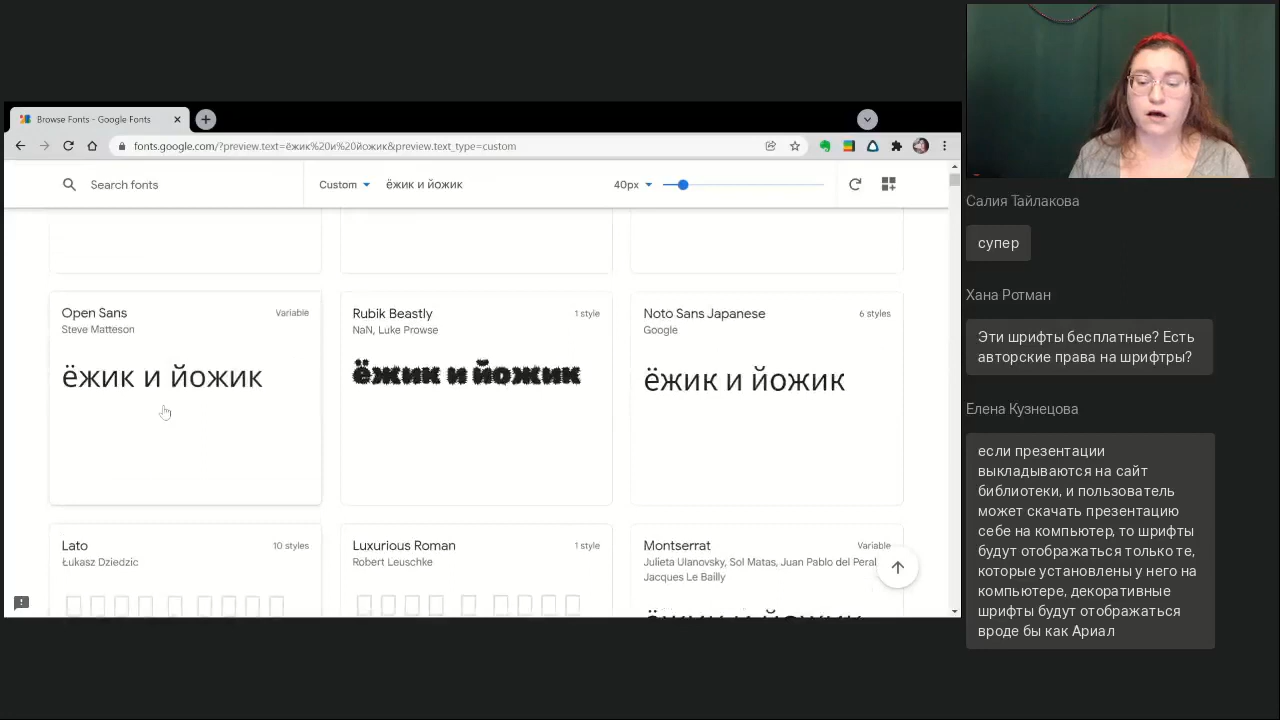 Browse Fonts - Google Fonts
fonts.google.com/?preview.text=ёжик%20и%20йожик&preview.text_type=custom
Search fonts
Custom
ёжик и йожик
40px
Open Sans
Variable
Steve Matteson
ёжик и йожик
Rubik Beastly
1 style
NaN, Luke Prowse
ёжик и йожик
Noto Sans Japanese
6 styles
Google
ёжик и йожик
Lato
10 styles
Łukasz Dziedzic
Luxurious Roman
1 style
Robert Leuschke
Montserrat
Variable
Julieta Ulanovsky, Sol Matas, Juan Pablo del Peral
Jacques Le Bailly
ёжик и йожик
Салия Тайлакова
супер
Хана Ротман
Эти шрифты бесплатные? Есть
авторские права на шрифтры?
Елена Кузнецова
если презентации
выкладываются на сайт
библиотеки, и пользователь
может скачать презентацию
себе на компьютер, то шрифты
будут отображаться только те,
которые установлены у него на
компьютере, декоративные
шрифты будут отображаться
вроде бы как Ариал